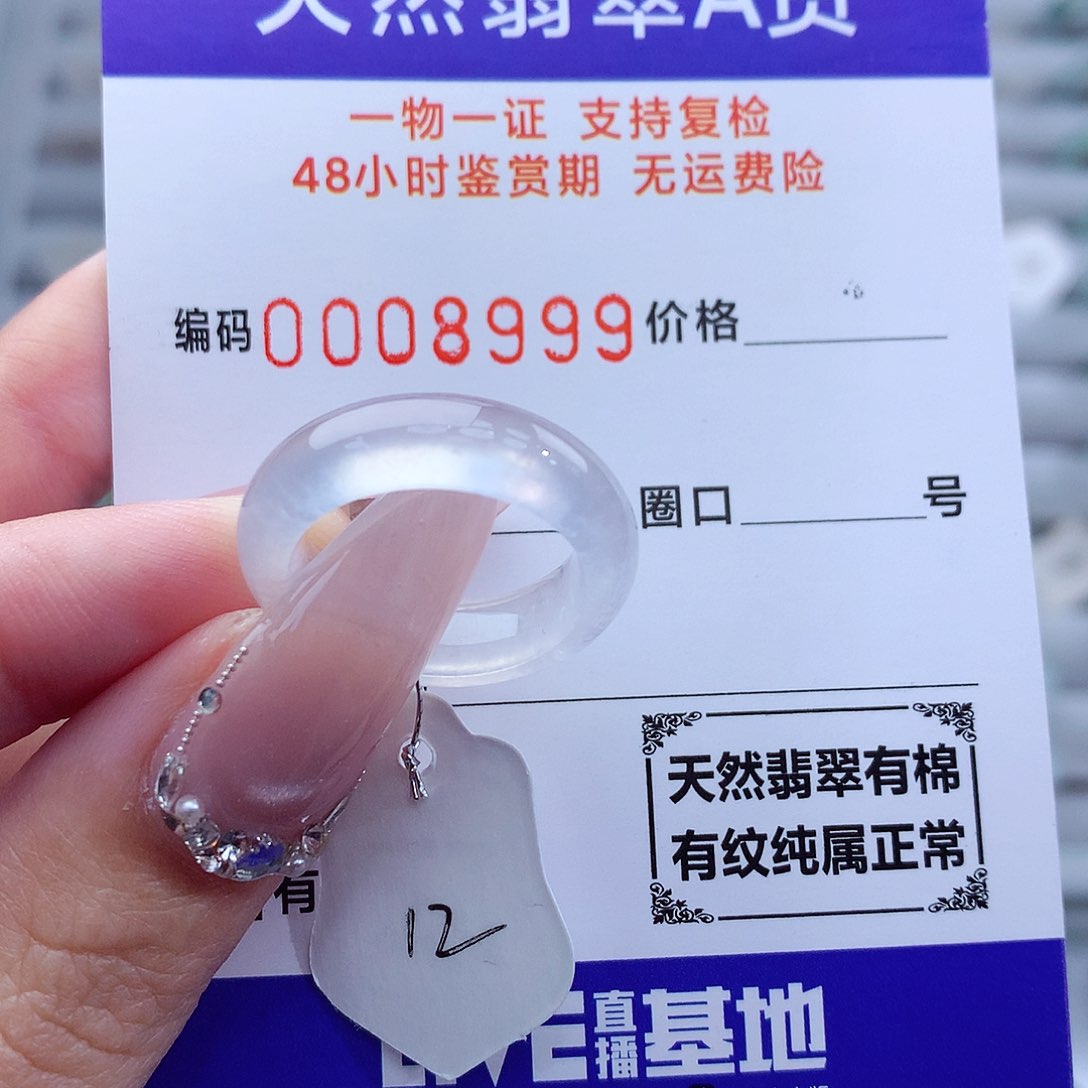 天然翡翠A货
一物一证 支持复检
48小时鉴赏期 无运费险
编码0008999价格
圈口 号
天然翡翠有棉
有纹纯属正常
有
12
直播基地